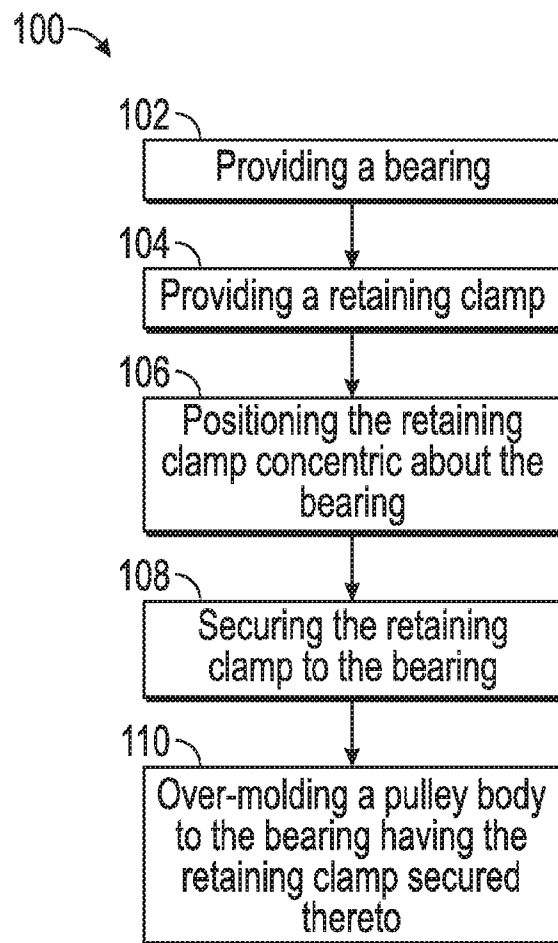 100
102
Providing a bearing
104
Providing a retaining clamp
106
Positioning the retaining
clamp concentric about the
bearing
108
Securing the retaining
clamp to the bearing
110
Over-molding a pulley body
to the bearing having the
retaining clamp secured
thereto